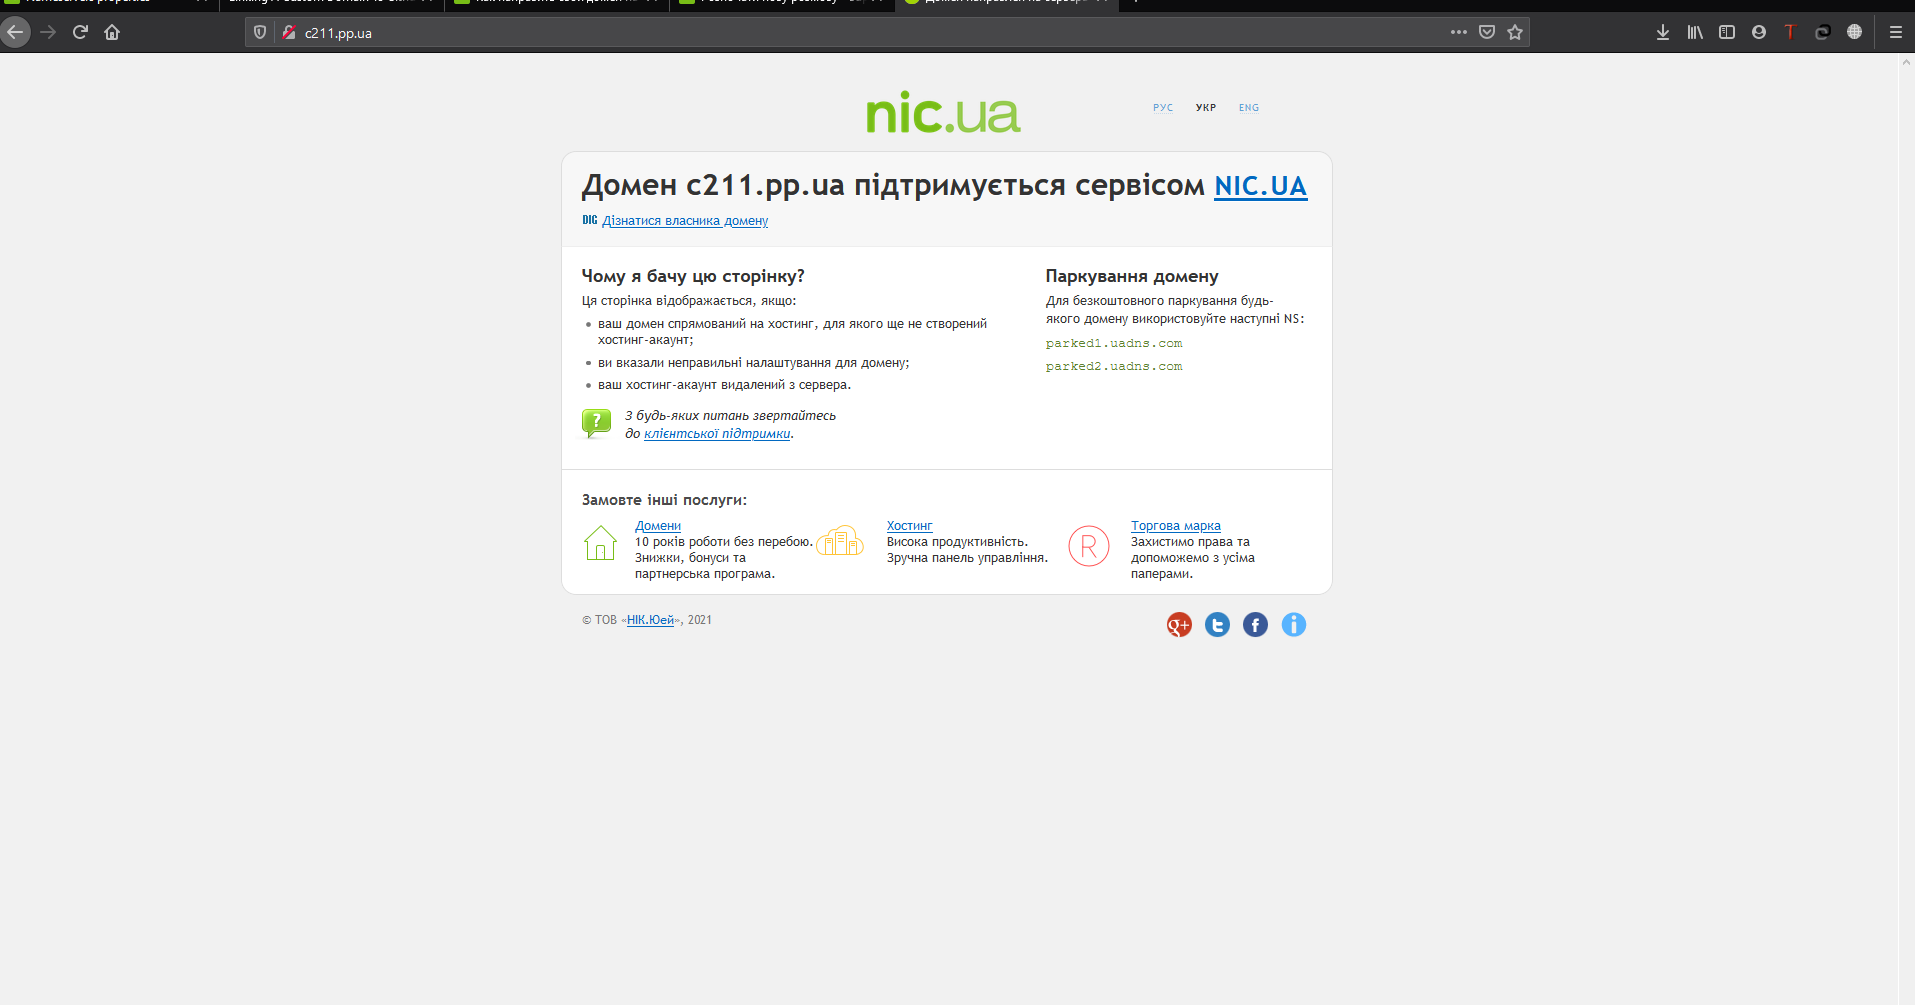 c211.pp.ua
nic.ua
РУС УКР ENG
Домен c211.pp.ua підтримується сервісом NIC.UA
DIG Дізнатися власника домену
Чому я бачу цю сторінку?
Ця сторінка відображається, якщо:
• ваш домен спрямований на хостинг, для якого ще не створений
хостинг-акаунт;
• ви вказали неправильні налаштування для домену;
• ваш хостинг-акаунт видалений з сервера.
? З будь-яких питань звертайтесь
до клієнтської підтримки.
Паркування домену
Для безкоштовного паркування будь-
якого домену використовуйте наступні NS:
parked1.uadns.com
parked2.uadns.com
Замовте інші послуги:
Домени
10 років роботи без перебою.
Знижки, бонуси та
партнерська програма.
Хостинг
Висока продуктивність.
Зручна панель управління.
R
Торгова марка
Захистимо права та
допоможемо з усіма
паперами.
© ТОВ «НІК.Юей», 2021
g+ t f i